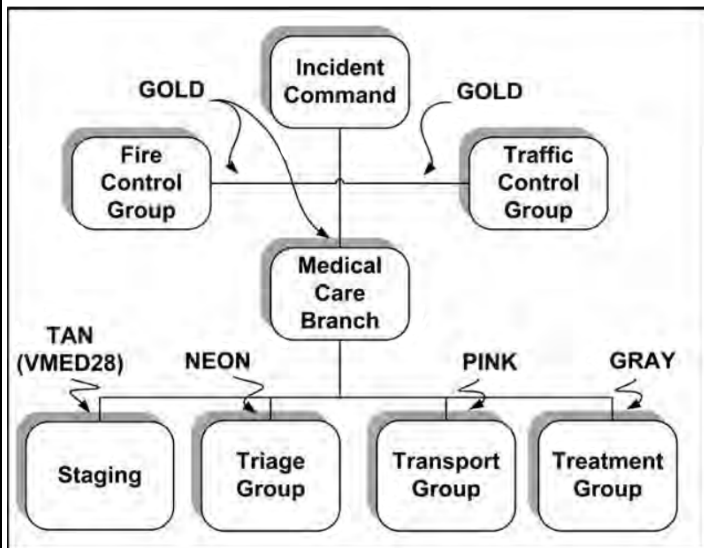 Incident
Command
GOLD
GOLD
Fire
Control
Group
Traffic
Control
Group
Medical
Care
Branch
TAN
(VMED28)
NEON
PINK
GRAY
Staging
Triage
Group
Transport
Group
Treatment
Group